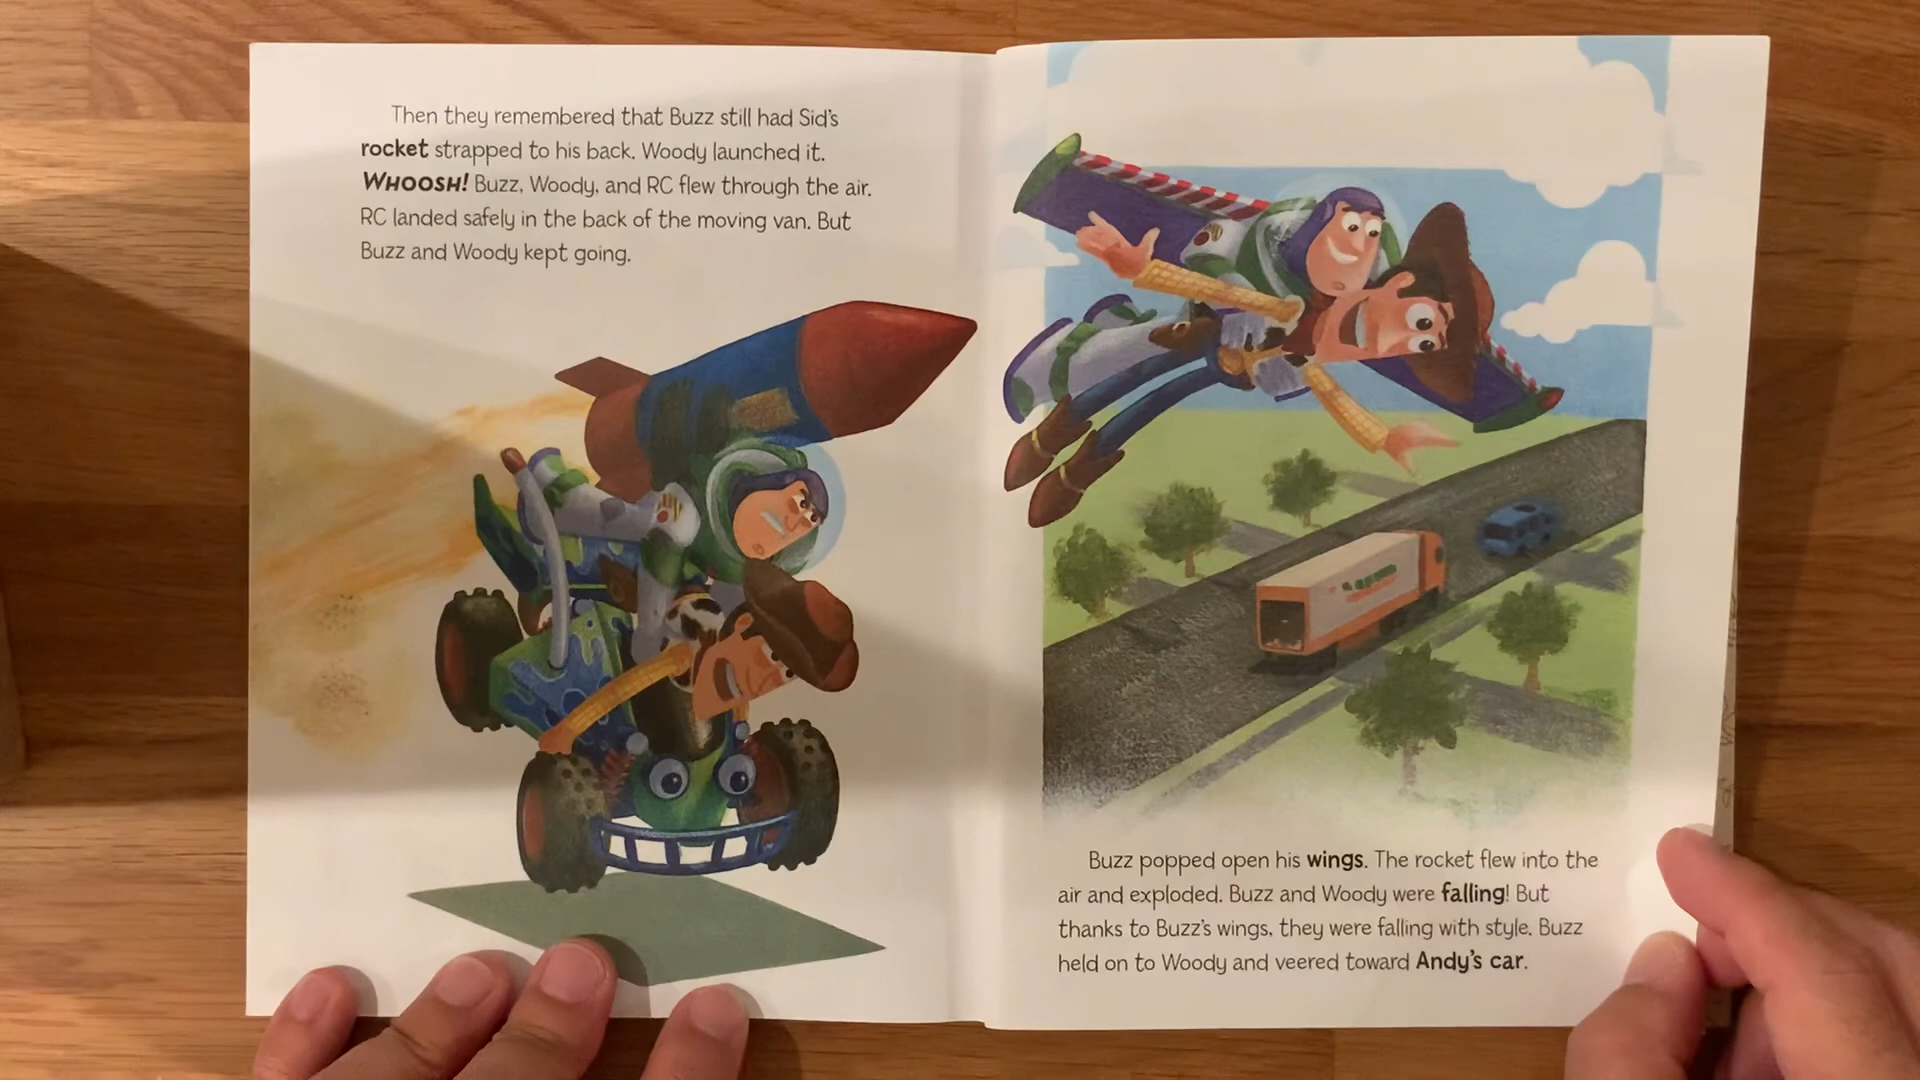 Then they remembered that Buzz still had Sid's
rocket strapped to his back. Woody launched it.
WHOOSH! Buzz, Woody, and RC flew through the air.
RC landed safely in the back of the moving van. But
Buzz and Woody kept going.
Buzz popped open his wings. The rocket flew into the
air and exploded. Buzz and Woody were falling! But
thanks to Buzz's wings, they were falling with style. Buzz
held on to Woody and veered toward Andy's car.